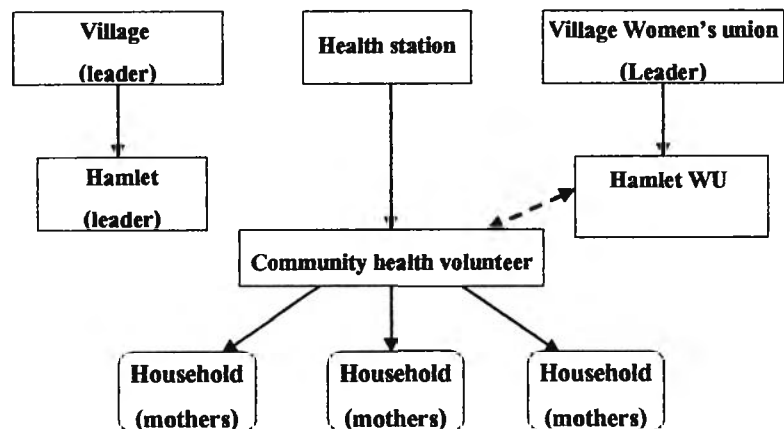 Village
(leader)
Health station
Village Women's union
(Leader)
Hamlet
(leader)
Hamlet WU
Community health volunteer
Household
(mothers)
Household
(mothers)
Household
(mothers)